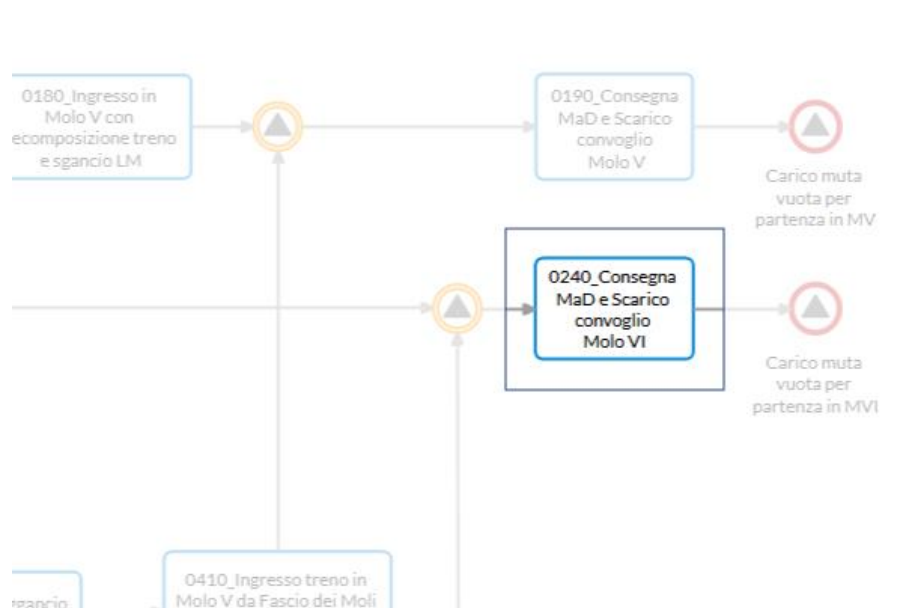 0180_Ingresso in
Molo V con
ecomposizione treno
e sgancio LM
0190_Consegna
MaD e Scarico
convoglio
Molo V
Carico muta
vuota per
partenza in MV
0240_Consegna
MaD e Scarico
convoglio
Molo VI
Carico muta
vuota per
partenza in MVI
0410_Ingresso treno in
Molo V da Fascio dei Moli